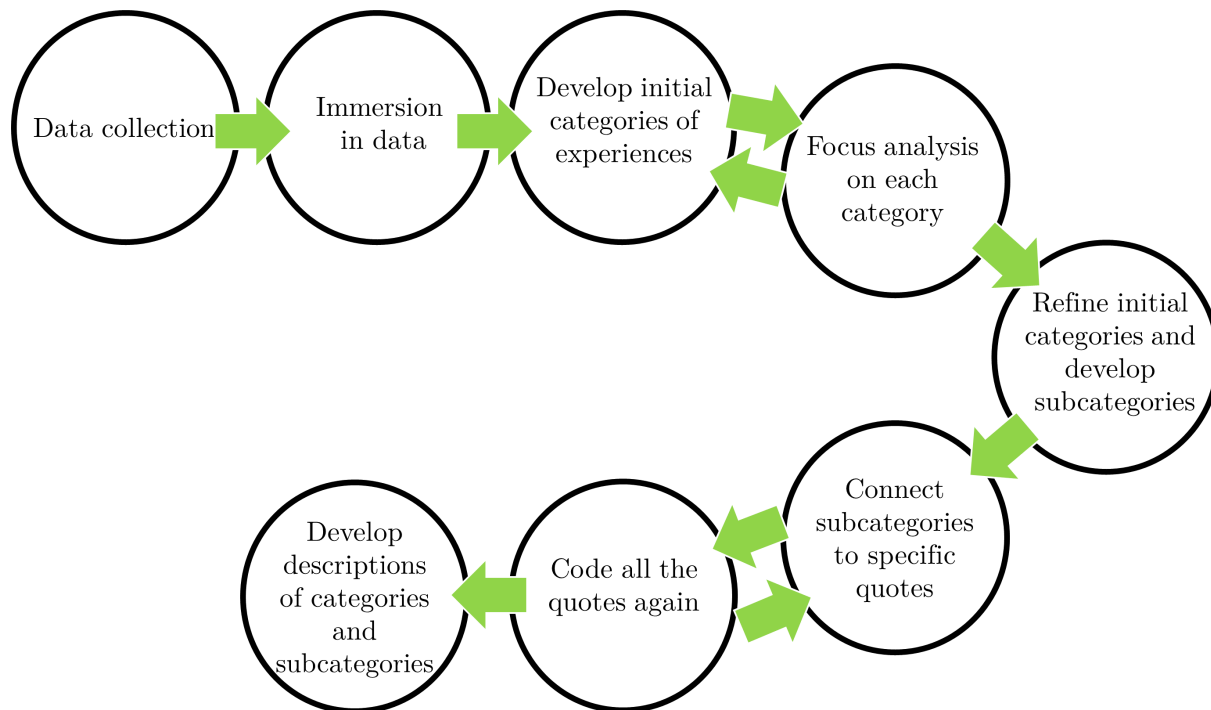 Data collection
Immersion
in data
Develop initial
categories of
experiences
Focus analysis
on each
category
Refine initial
categories and
develop
subcategories
Connect
subcategories
to specific
quotes
Code all the
quotes again
Develop
descriptions
of categories
and
subcategories